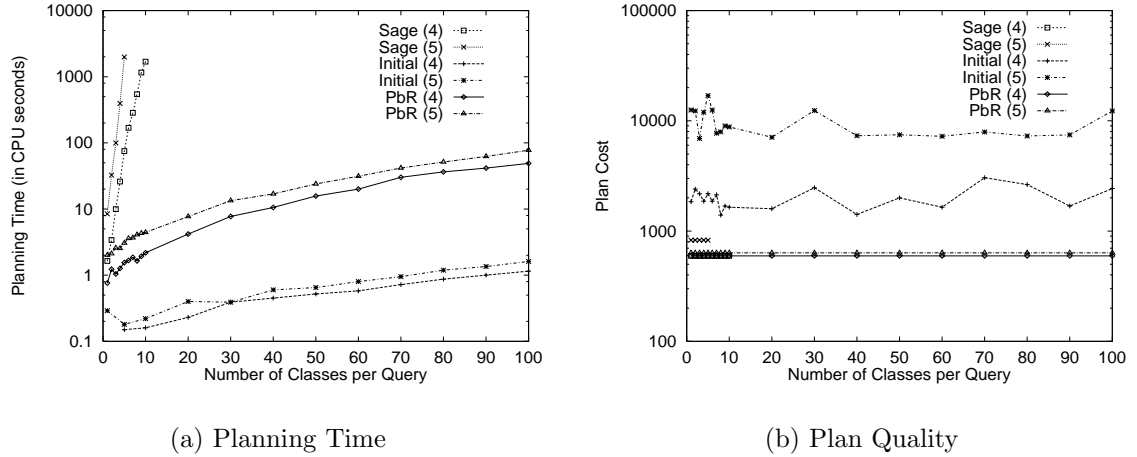 Planning Time (in CPU seconds)
10000
1000
100
10
1
0.1
Sage (4)
Sage (5)
Initial (4)
Initial (5)
PbR (4)
PbR (5)
0 10 20 30 40 50 60 70 80 90 100
Number of Classes per Query
(a) Planning Time
Plan Cost
100000
10000
1000
100
Sage (4)
Sage (5)
Initial (4)
Initial (5)
PbR (4)
PbR (5)
0 10 20 30 40 50 60 70 80 90 100
Number of Classes per Query
(b) Plan Quality